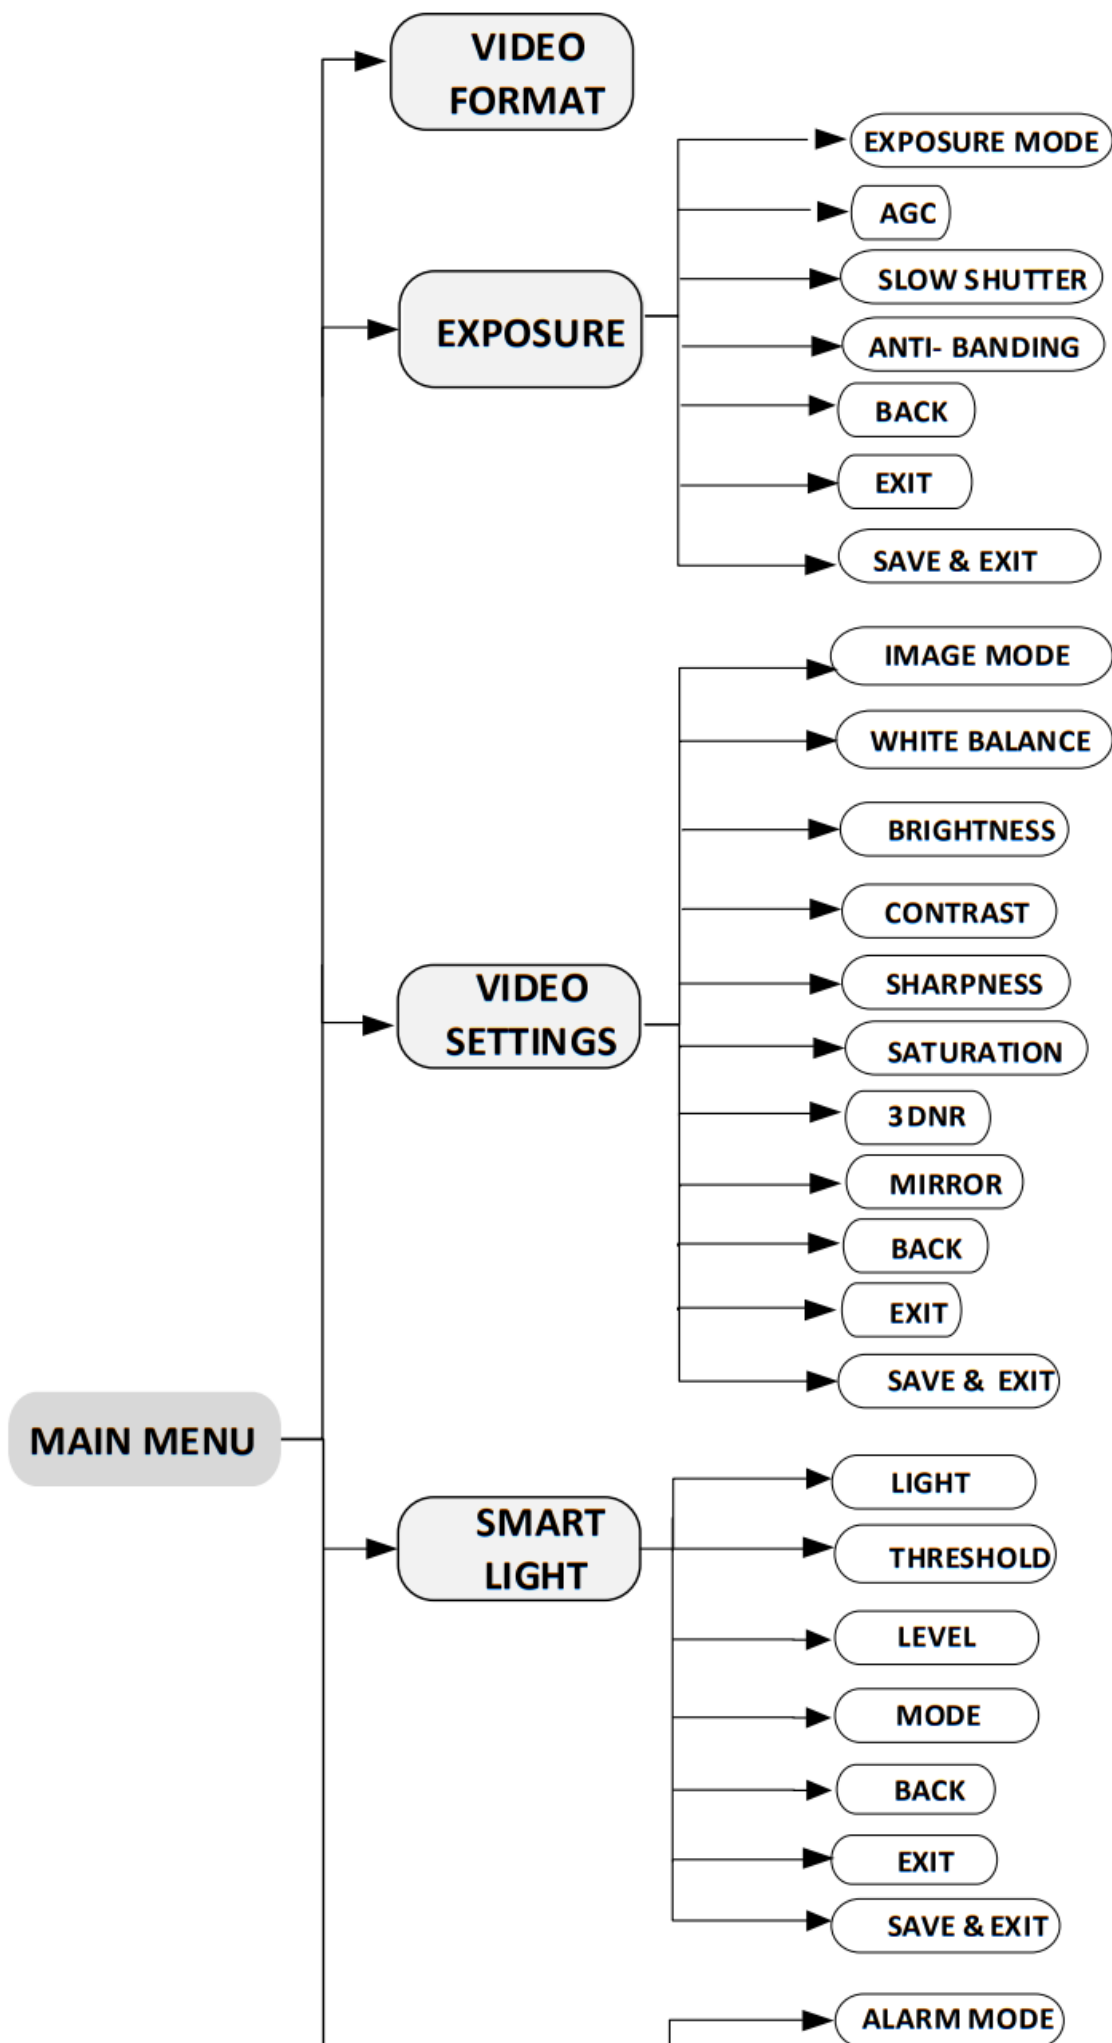 VIDEO
FORMAT
EXPOSURE MODE
AGC
SLOW SHUTTER
EXPOSURE
ANTI- BANDING
BACK
EXIT
SAVE & EXIT
IMAGE MODE
WHITE BALANCE
BRIGHTNESS
CONTRAST
SHARPNESS
VIDEO
SETTINGS
SATURATION
3DNR
MIRROR
BACK
EXIT
SAVE & EXIT
MAIN MENU
LIGHT
SMART
LIGHT
THRESHOLD
LEVEL
MODE
BACK
EXIT
SAVE & EXIT
ALARM MODE